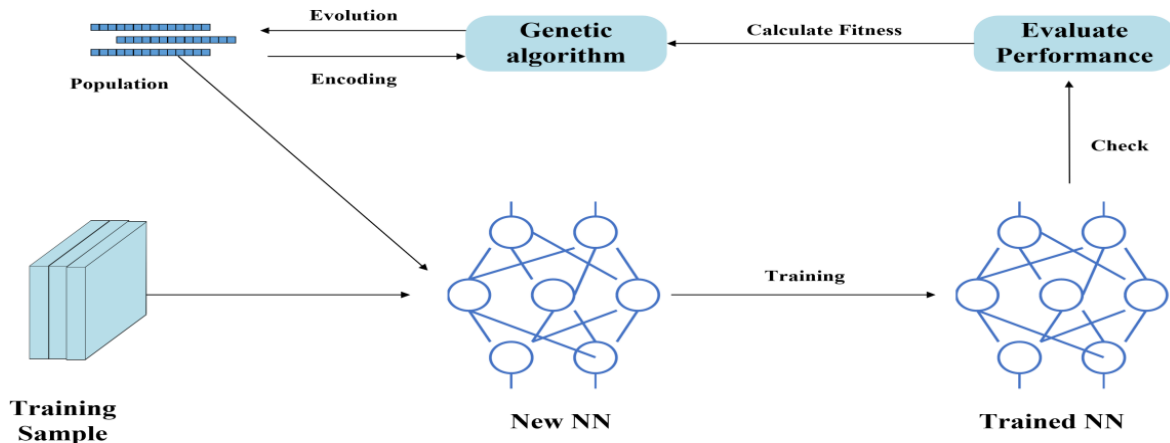 Evolution
Genetic
algorithm
Calculate Fitness
Evaluate
Performance
Population
Encoding
Check
Training
Training
Sample
New NN
Trained NN